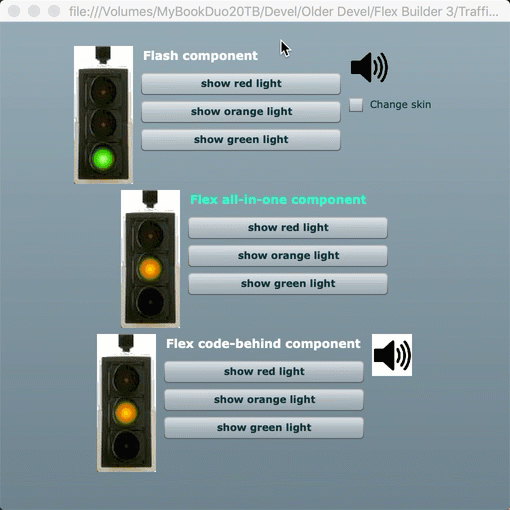 file:///Volumes/MyBookDuo20TB/Devel/Older Devel/Flex Builder 3/Traffi...
Flash component
show red light
Change skin
show orange light
show green light
Flex all-in-one component
show red light
show orange light
show green light
Flex code-behind component
show red light
show orange light
show green light